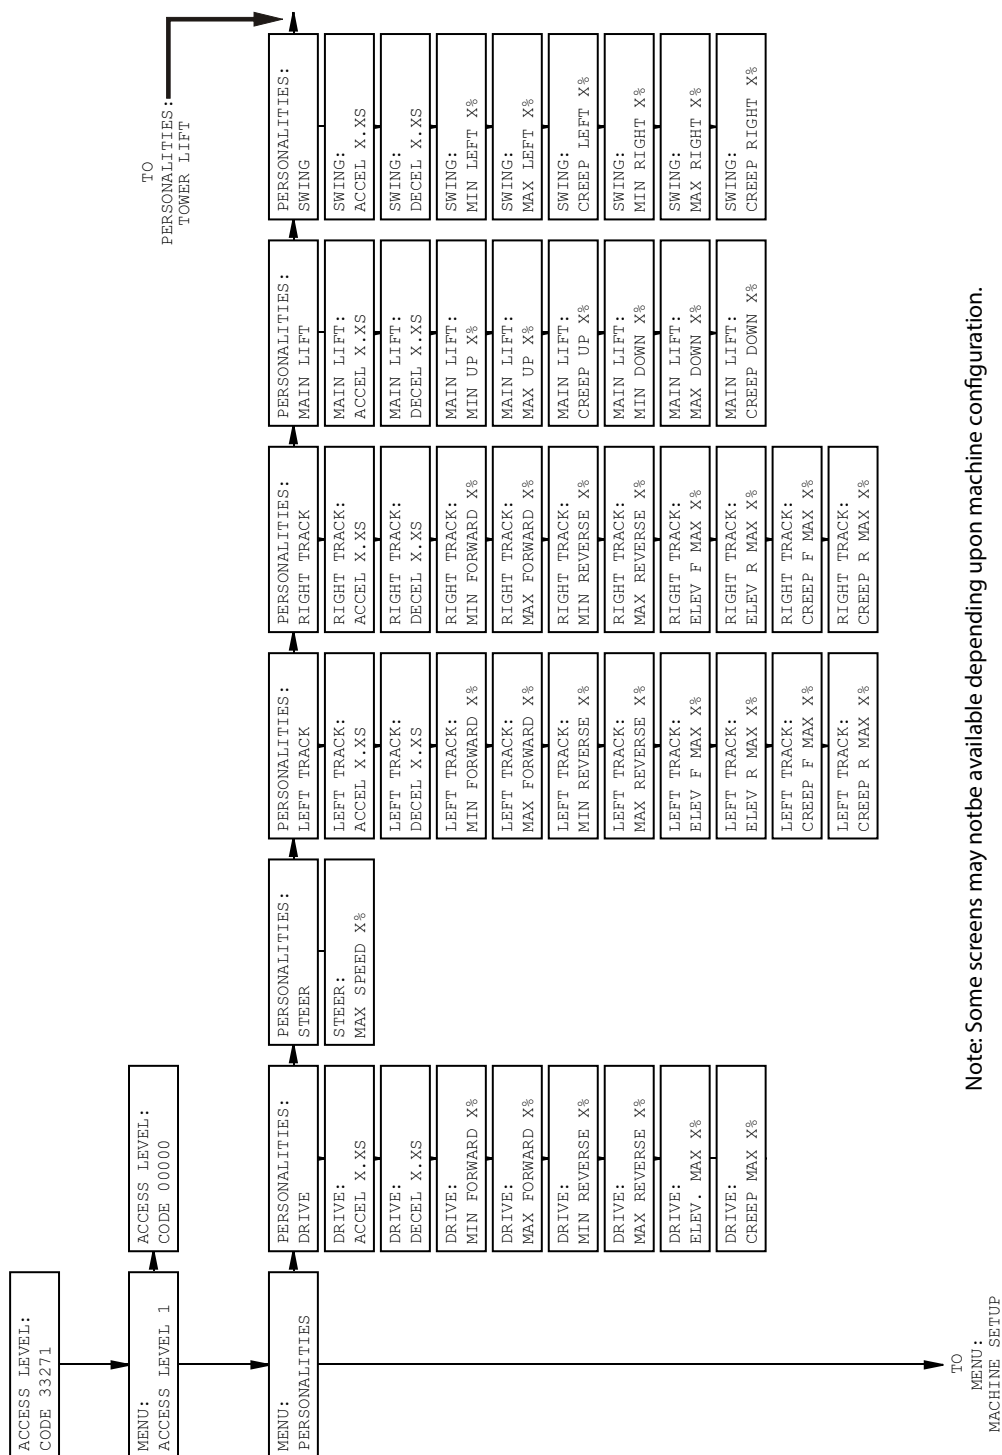 ACCESS LEVEL:
CODE 33271
MENU:
ACCESS LEVEL 1
ACCESS LEVEL:
CODE 00000
MENU:
PERSONALITIES
PERSONALITIES:
DRIVE
DRIVE:
ACCEL X.XS
DRIVE:
DECEL X.XS
DRIVE:
MIN FORWARD X%
DRIVE:
MAX FORWARD X%
DRIVE:
MIN REVERSE X%
DRIVE:
MAX REVERSE X%
DRIVE:
ELEV. MAX X%
DRIVE:
CREEP MAX X%
PERSONALITIES:
STEER
STEER:
MAX SPEED X%
PERSONALITIES:
LEFT TRACK
LEFT TRACK:
ACCEL X.XS
LEFT TRACK:
DECEL X.XS
LEFT TRACK:
MIN FORWARD X%
LEFT TRACK:
MAX FORWARD X%
LEFT TRACK:
MIN REVERSE X%
LEFT TRACK:
MAX REVERSE X%
LEFT TRACK:
ELEV F MAX X%
LEFT TRACK:
ELEV R MAX X%
LEFT TRACK:
CREEP F MAX X%
LEFT TRACK:
CREEP R MAX X%
PERSONALITIES:
RIGHT TRACK
RIGHT TRACK:
ACCEL X.XS
RIGHT TRACK:
DECEL X.XS
RIGHT TRACK:
MIN FORWARD X%
RIGHT TRACK:
MAX FORWARD X%
RIGHT TRACK:
MIN REVERSE X%
RIGHT TRACK:
MAX REVERSE X%
RIGHT TRACK:
ELEV F MAX X%
RIGHT TRACK:
ELEV R MAX X%
RIGHT TRACK:
CREEP F MAX X%
RIGHT TRACK:
CREEP R MAX X%
PERSONALITIES:
MAIN LIFT
MAIN LIFT:
ACCEL X.XS
MAIN LIFT:
DECEL X.XS
MAIN LIFT:
MIN UP X%
MAIN LIFT:
MAX UP X%
MAIN LIFT:
CREEP UP X%
MAIN LIFT:
MIN DOWN X%
MAIN LIFT:
MAX DOWN X%
MAIN LIFT:
CREEP DOWN X%
PERSONALITIES:
SWING
SWING:
ACCEL X.XS
SWING:
DECEL X.XS
SWING:
MIN LEFT X%
SWING:
MAX LEFT X%
SWING:
CREEP LEFT X%
SWING:
MIN RIGHT X%
SWING:
MAX RIGHT X%
SWING:
CREEP RIGHT X%
TO
PERSONALITIES:
TOWER LIFT
TO
MENU:
MACHINE SETUP
Note: Some screens may notbe available depending upon machine configuration.